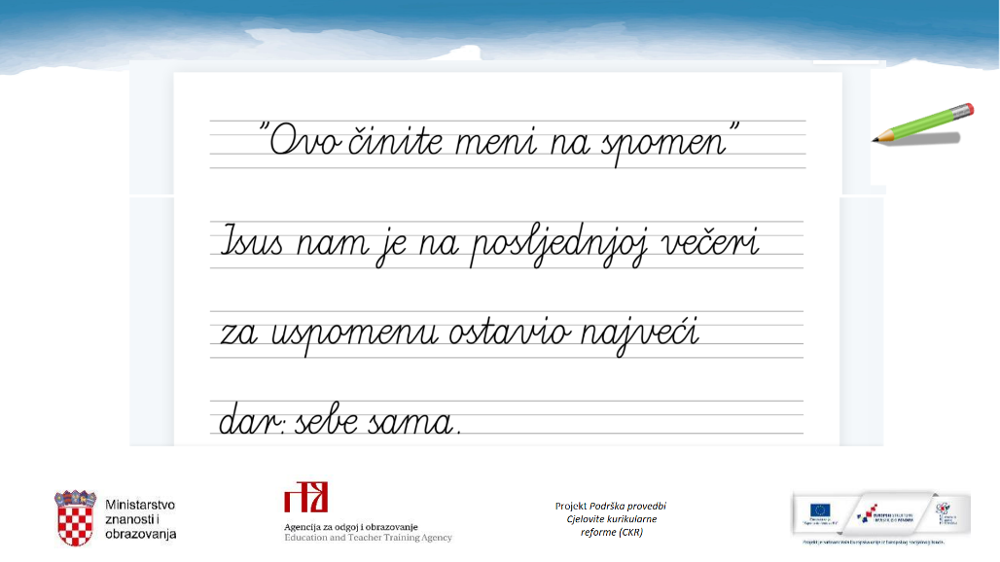 "Ovo činite meni na spomen"
Isus nam je na posljednjoj večeri
za uspomenu ostavio najveći
dar: sebe sama.
Ministarstvo
znanosti i
obrazovanja
Agencija za odgoj i obrazovanje
Education and Teacher Training Agency
Projekt Podrška provedbi
Cjelovite kurikularne
reforme (CKR)